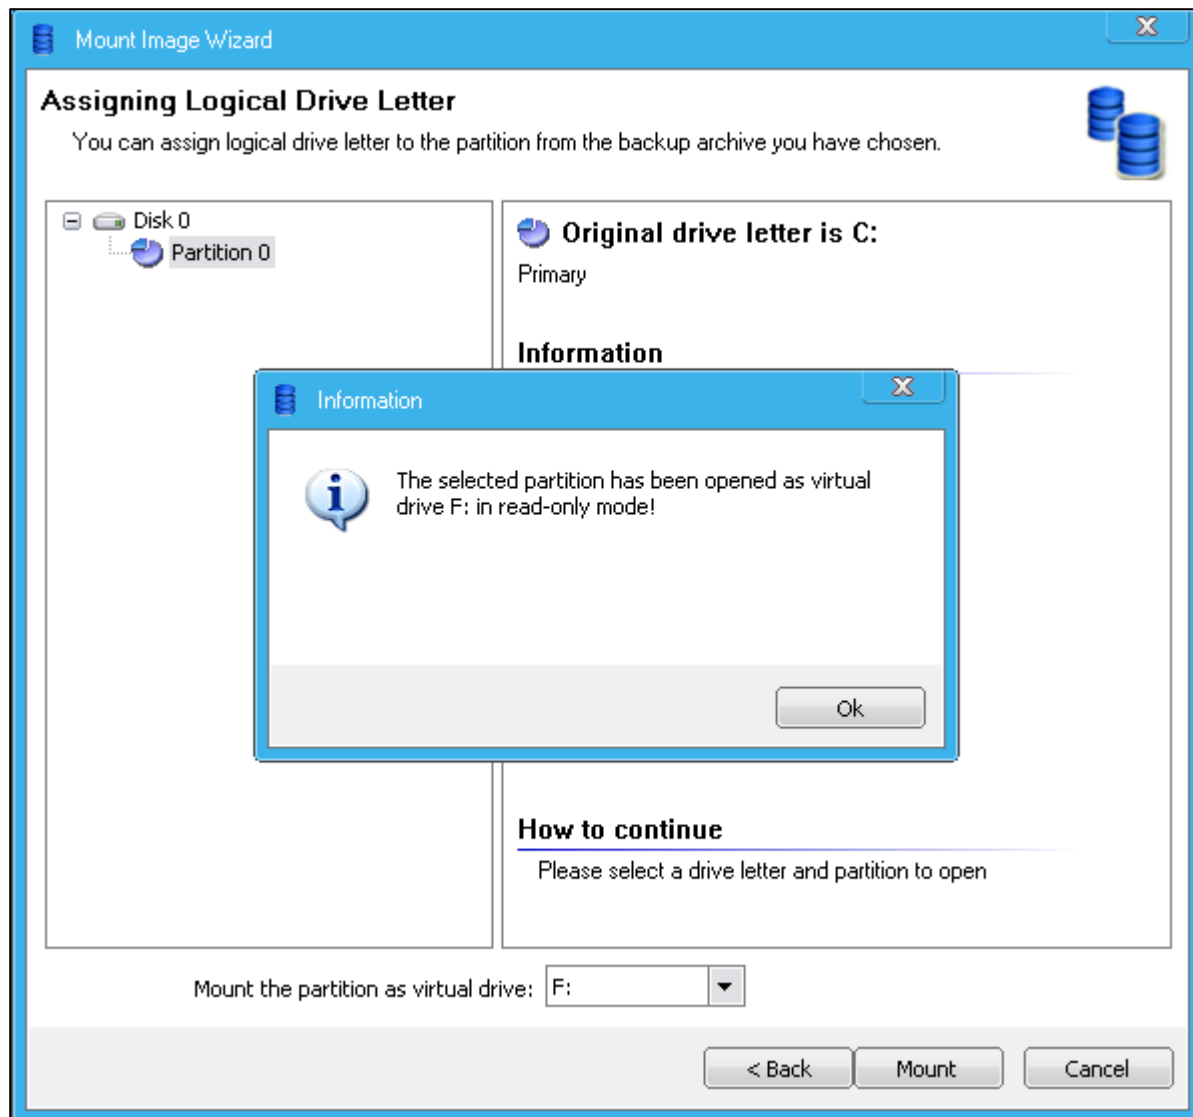 Mount Image Wizard
Assigning Logical Drive Letter
You can assign logical drive letter to the partition from the backup archive you have chosen.
Disk 0
Partition 0
Original drive letter is C:
Primary
Information
Information
The selected partition has been opened as virtual
drive F: in read-only mode!
Ok
How to continue
Please select a drive letter and partition to open
Mount the partition as virtual drive: F:
< Back Mount Cancel